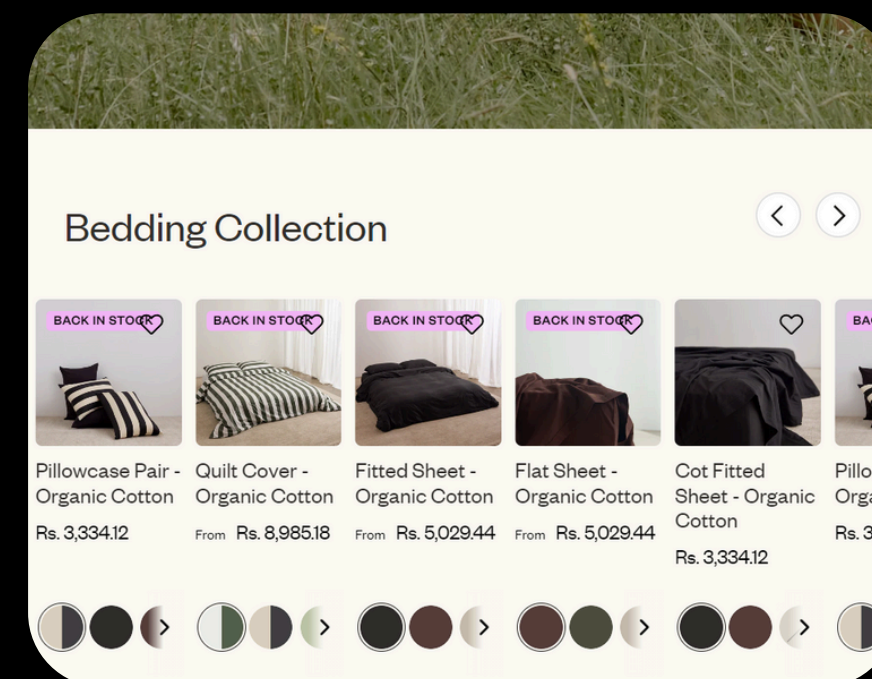 Bedding Collection
BACK IN STOCK
BACK IN STOCK
BACK IN STOCK
BACK IN STOCK
Pillowcase Pair -
Organic Cotton
Rs. 3,334.12
Quilt Cover -
Organic Cotton
From Rs. 8,985.18
Fitted Sheet -
Organic Cotton
From Rs. 5,029.44
Flat Sheet -
Organic Cotton
From Rs. 5,029.44
Cot Fitted
Sheet - Organic
Cotton
Rs. 3,334.12